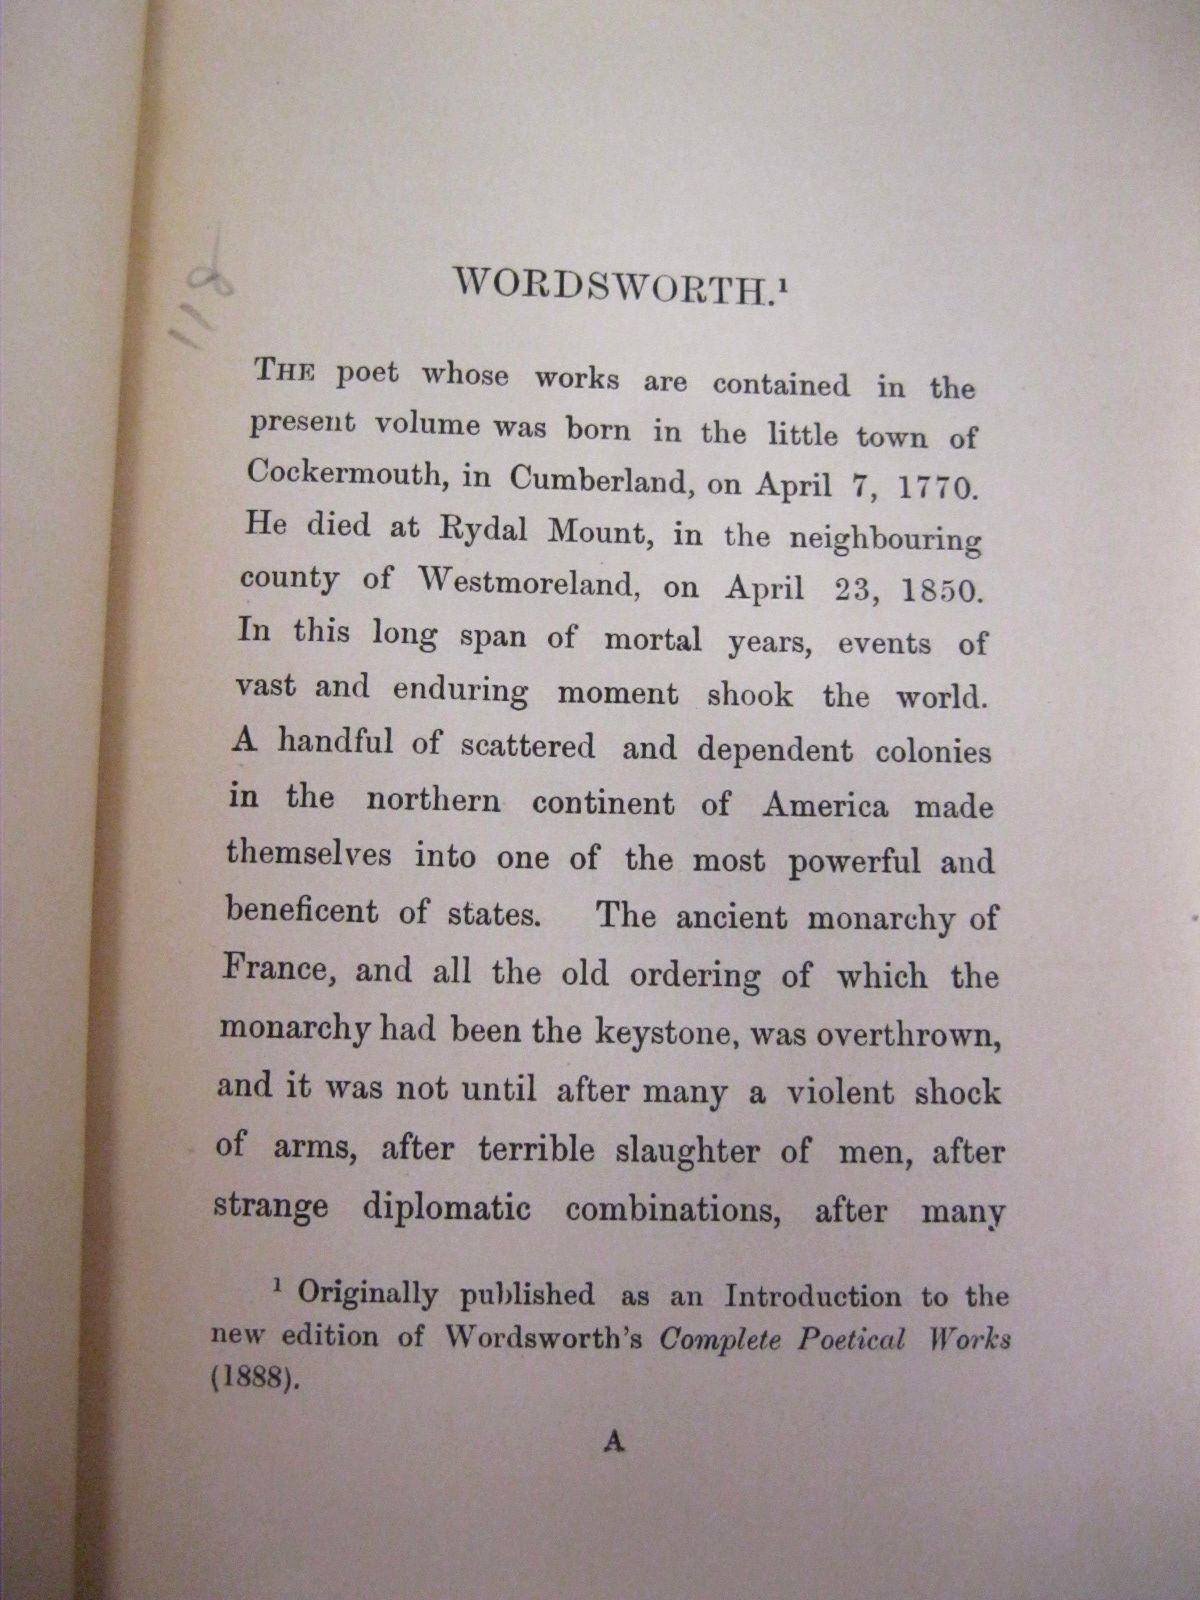 118
WORDSWORTH.¹
THE poet whose works are contained in the
present volume was born in the little town of
Cockermouth, in Cumberland, on April 7, 1770.
He died at Rydal Mount, in the neighbouring
county of Westmoreland, on April 23, 1850.
In this long span of mortal years, events of
vast and enduring moment shook the world.
A handful of scattered and dependent colonies
in the northern continent of America made
themselves into one of the most powerful and
beneficent of states. The ancient monarchy of
France, and all the old ordering of which the
monarchy had been the keystone, was overthrown,
and it was not until after many a violent shock
of arms, after terrible slaughter of men, after
strange diplomatic combinations, after many
¹ Originally published as an Introduction to the
new edition of Wordsworth's Complete Poetical Works
(1888).
A